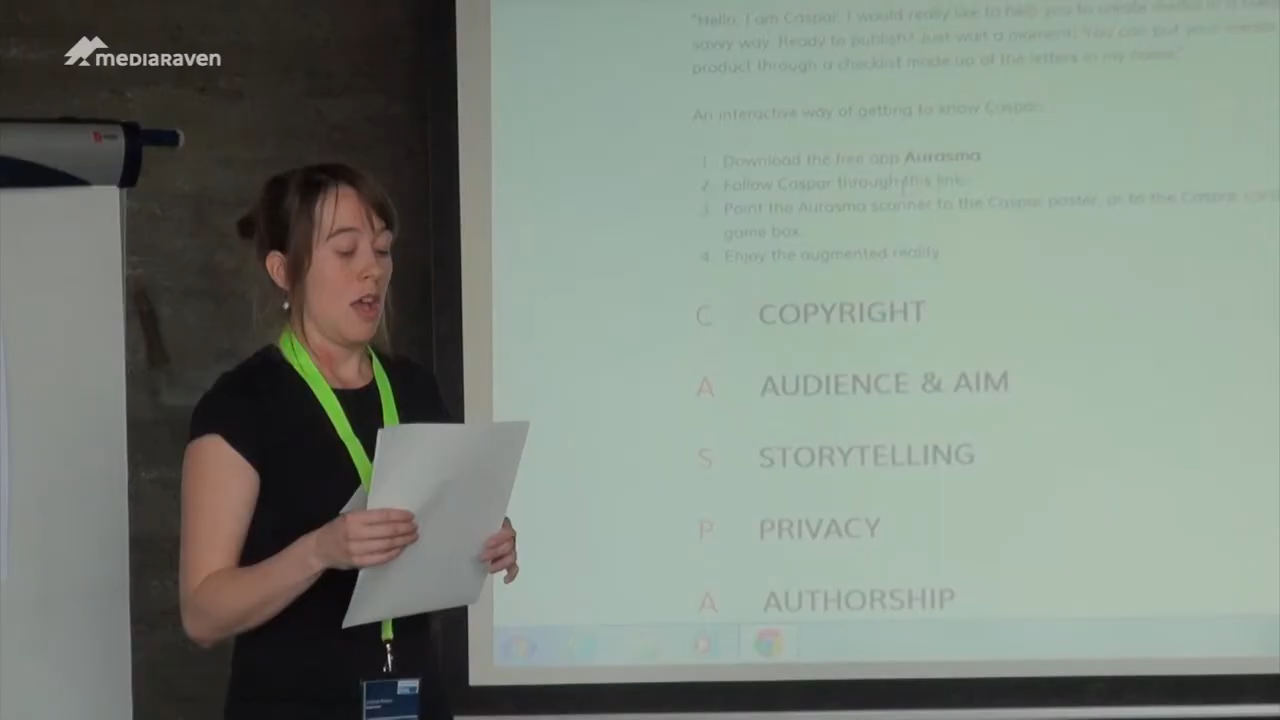 mediaraven
"Hello, I am Caspar. I would really like to help you to create media in a
savvy way. Ready to publish? Just wait a moment! You can put your media
product through a checklist made up of the letters in my name."
An interactive way of getting to know Caspar:
1. Download the free app Aurasma
2. Follow Caspar through this link.
3. Point the Aurasma scanner to the Caspar poster, or to the Caspar
game box.
4. Enjoy the augmented reality
C COPYRIGHT
A AUDIENCE & AIM
S STORYTELLING
P PRIVACY
A AUTHORSHIP